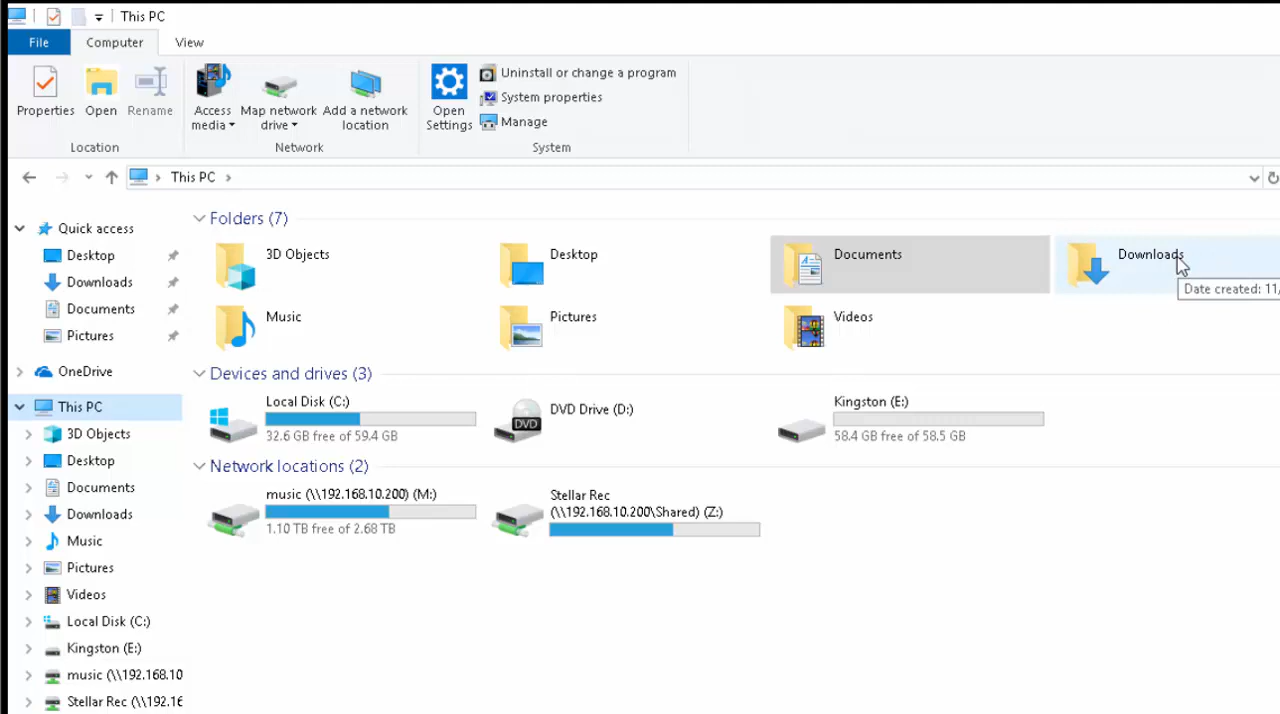 This PC
File Computer View
Properties Open Rename Access media Map network drive Add a network location Open Settings Uninstall or change a program
System properties
Manage
Location Network System
This PC
Quick access
Desktop
Downloads
Documents
Pictures
OneDrive
This PC
3D Objects
Desktop
Documents
Downloads
Music
Pictures
Videos
Local Disk (C:)
Kingston (E:)
music (\\192.168.10
Stellar Rec (\\192.16
Folders (7)
3D Objects
Desktop
Documents
Downloads
Date created: 11/
Music
Pictures
Videos
Devices and drives (3)
Local Disk (C:)
32.6 GB free of 59.4 GB
DVD Drive (D:)
DVD
Kingston (E:)
58.4 GB free of 58.5 GB
Network locations (2)
music (\\192.168.10.200) (M:)
1.10 TB free of 2.68 TB
Stellar Rec
(\\192.168.10.200\Shared) (Z:)